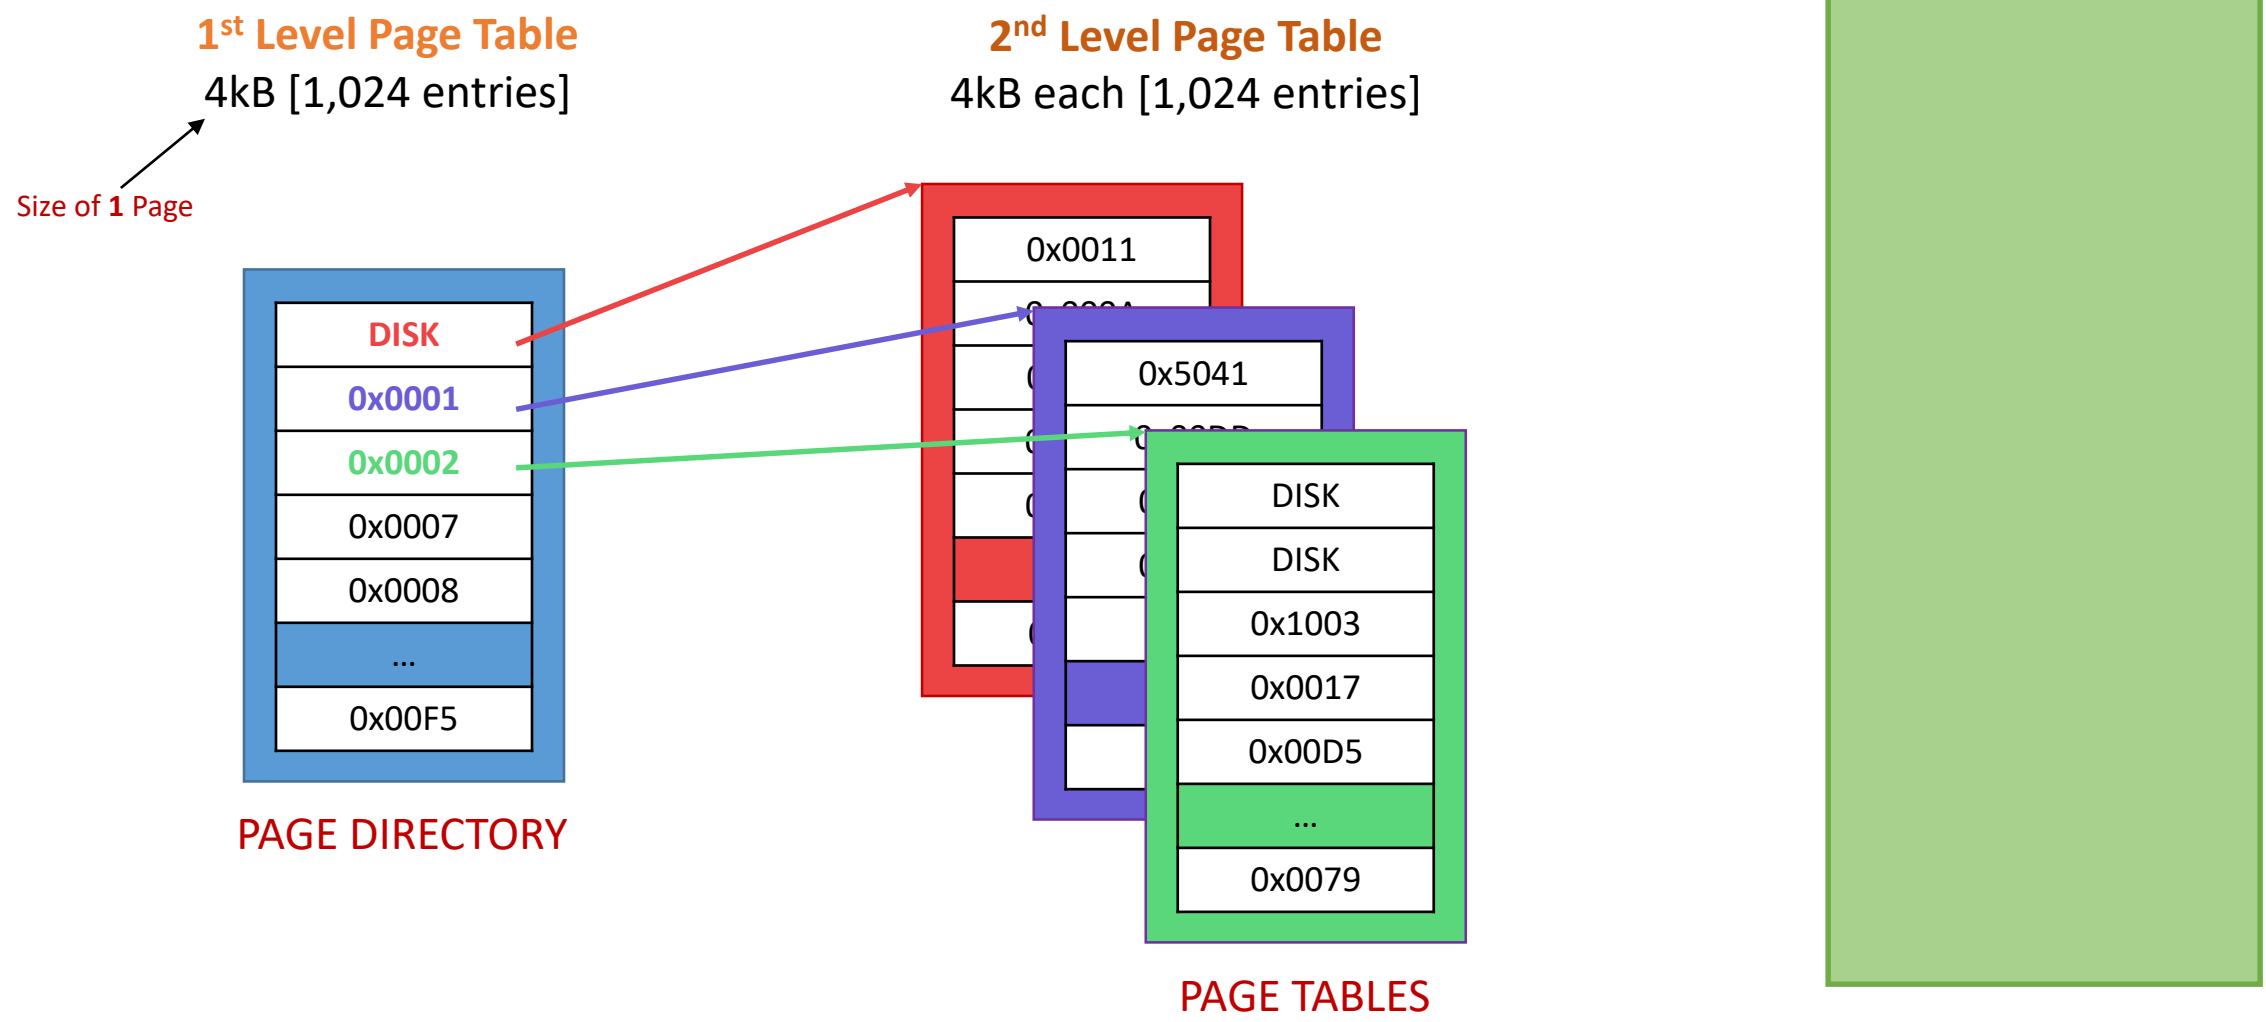 1st Level Page Table
4kB [1,024 entries]
Size of 1 Page
DISK
0x0001
0x0002
0x0007
0x0008
...
0x00F5
PAGE DIRECTORY
2nd Level Page Table
4kB each [1,024 entries]
0x0011
0x5041
DISK
DISK
0x1003
0x0017
0x00D5
...
0x0079
PAGE TABLES